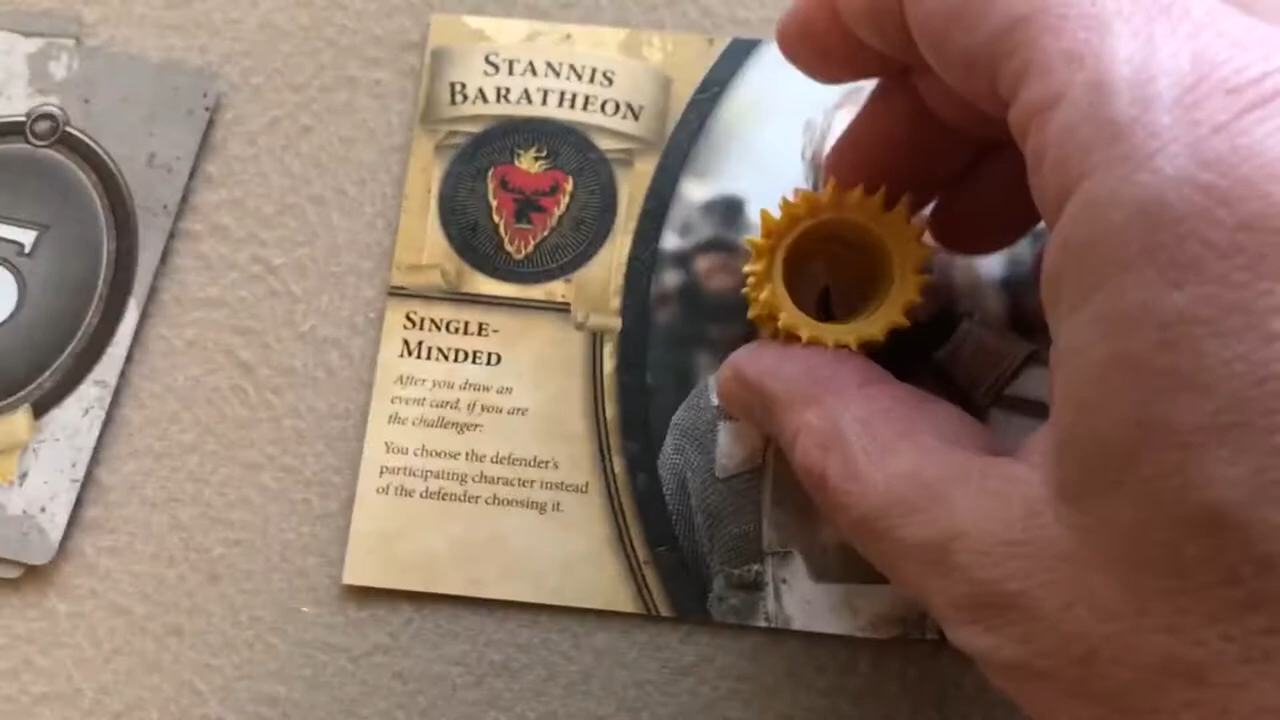 STANNIS
BARATHEON
SINGLE-
MINDED
After you draw an
event card, if you are
the challenger:
You choose the defender's
participating character instead
of the defender choosing it.